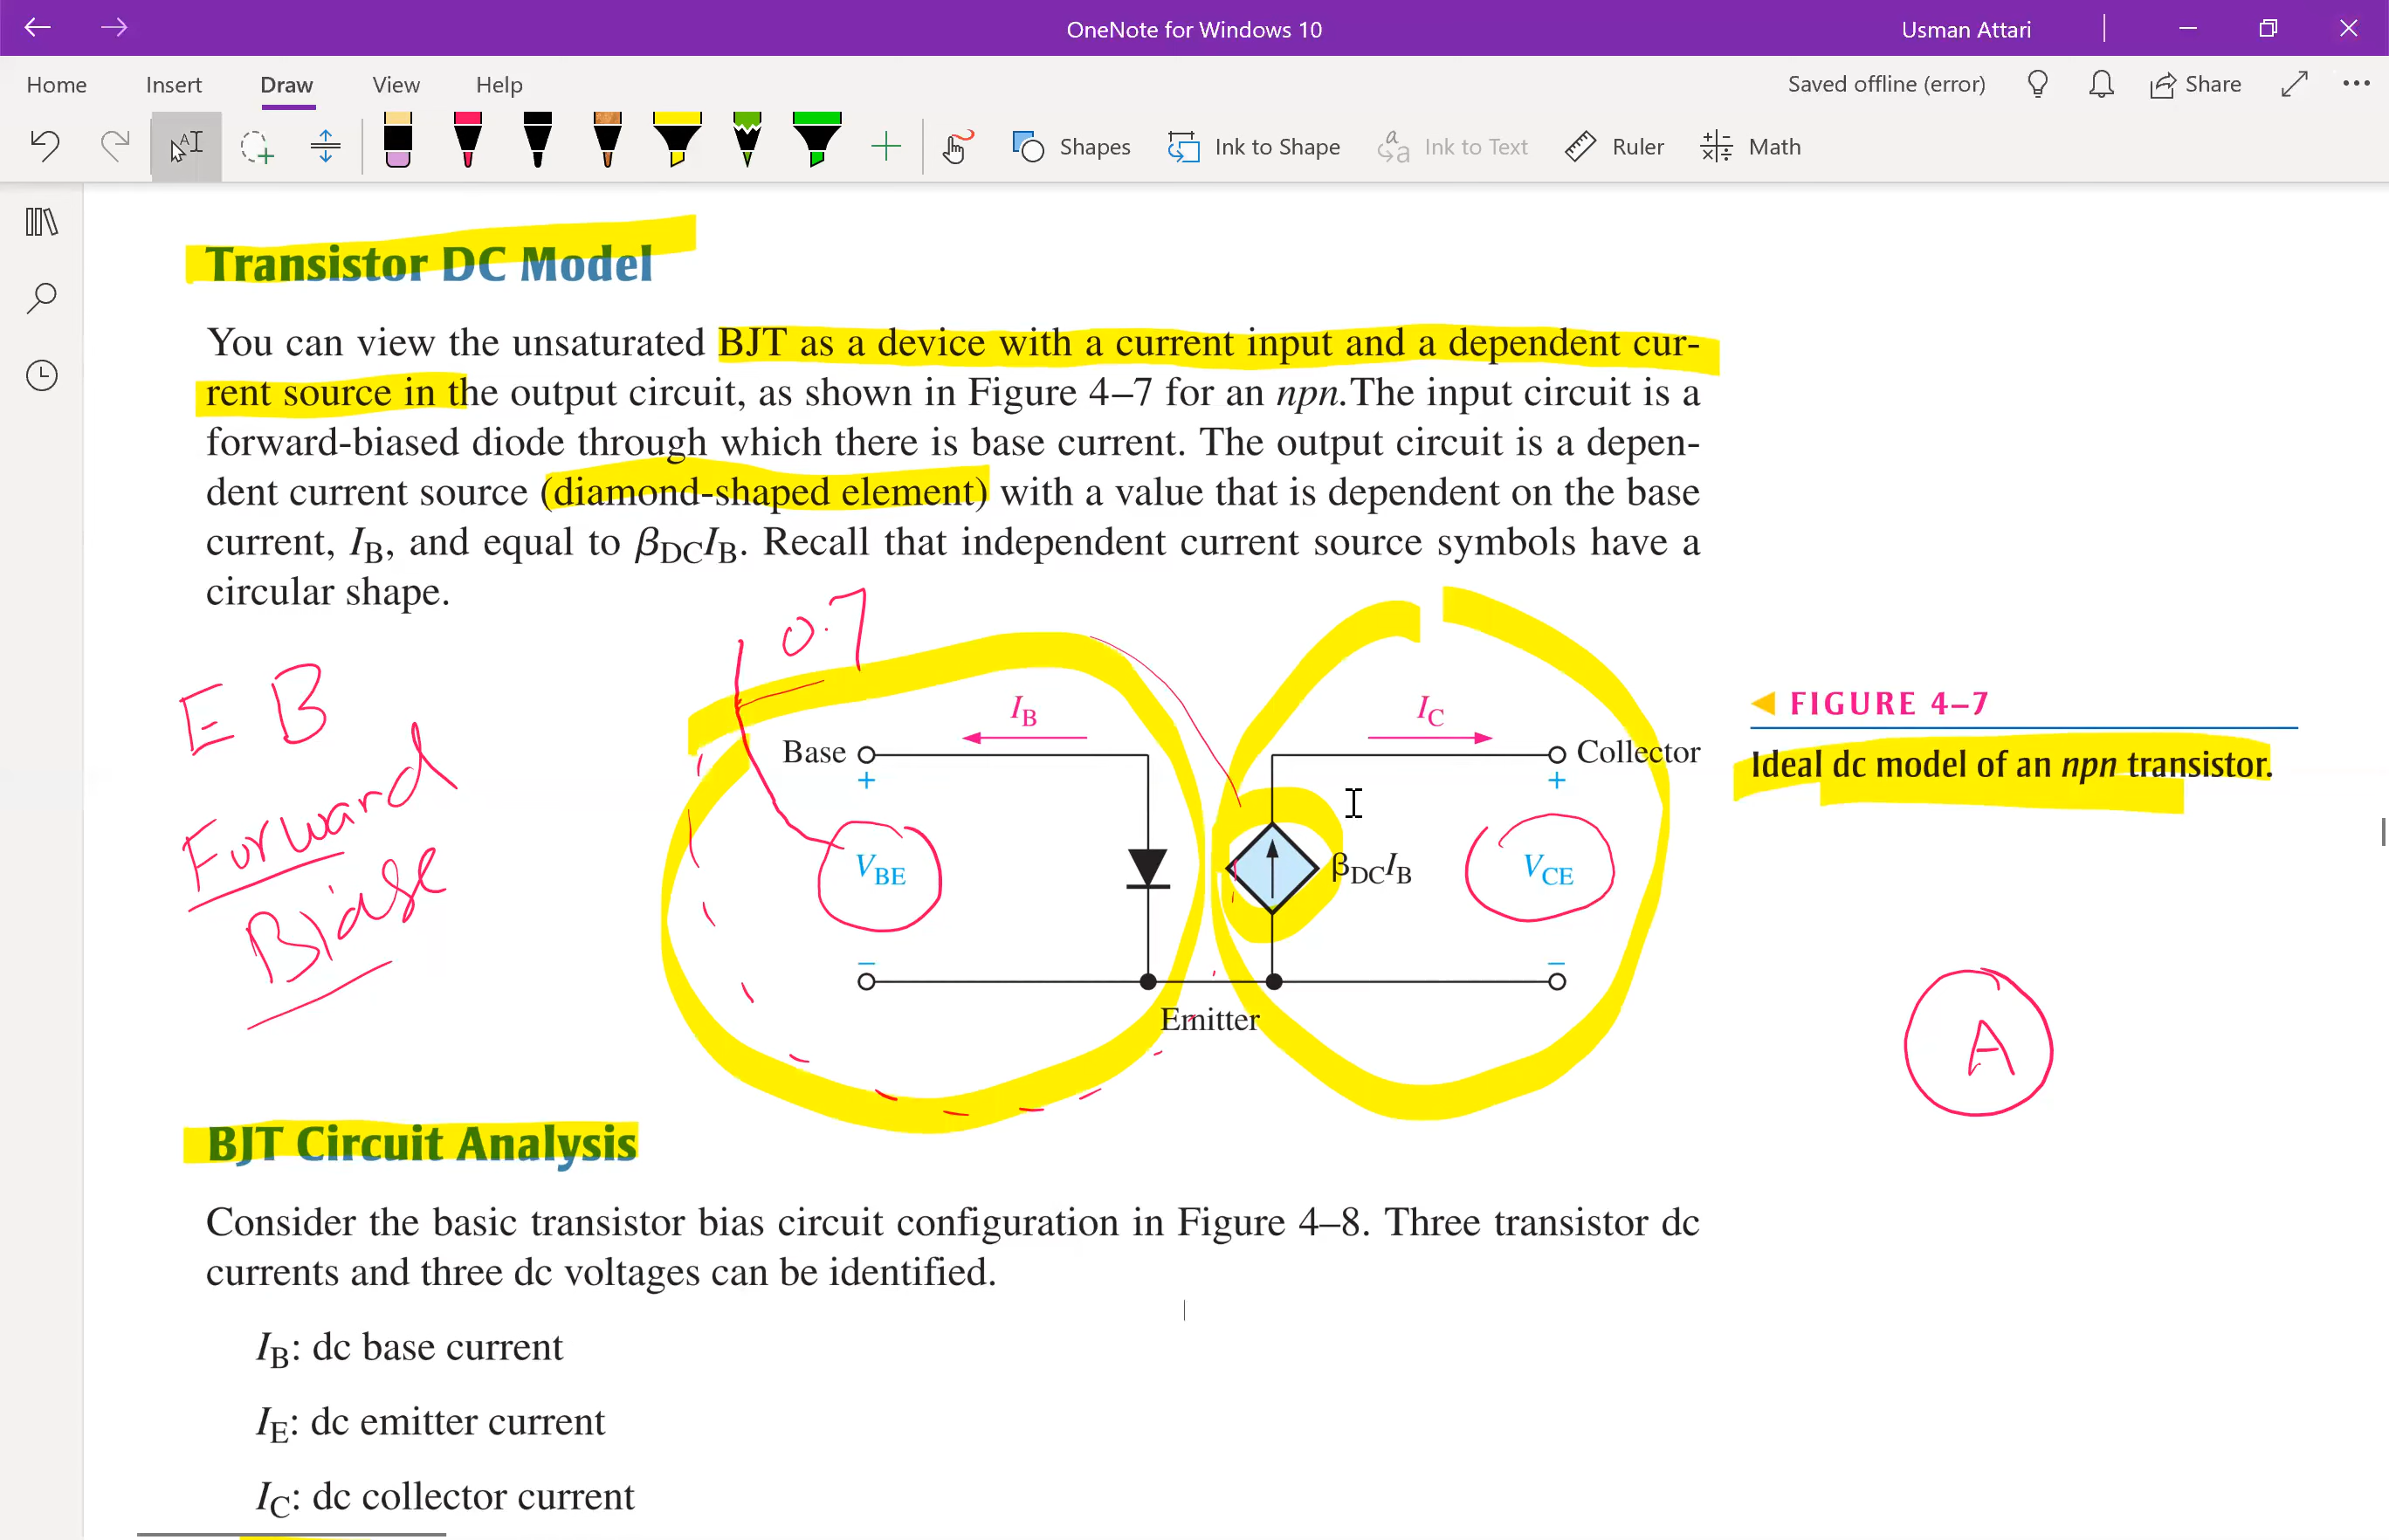 OneNote for Windows 10
Usman Attari
Home Insert Draw View Help
Saved offline (error)
Share
Shapes
Ink to Shape
Ink to Text
Ruler
Math
Transistor DC Model
You can view the unsaturated BJT as a device with a current input and a dependent cur-
rent source in the output circuit, as shown in Figure 4–7 for an npn.The input circuit is a
forward-biased diode through which there is base current. The output circuit is a depen-
dent current source (diamond-shaped element) with a value that is dependent on the base
current, IB, and equal to βDCIB. Recall that independent current source symbols have a
circular shape.
0.7
E B
Forward
Biase
IB
IC
Base
Collector
+
+
VBE
βDCIB
VCE
–
–
Emitter
FIGURE 4–7
Ideal dc model of an npn transistor.
A
BJT Circuit Analysis
Consider the basic transistor bias circuit configuration in Figure 4–8. Three transistor dc
currents and three dc voltages can be identified.
IB: dc base current
IE: dc emitter current
IC: dc collector current